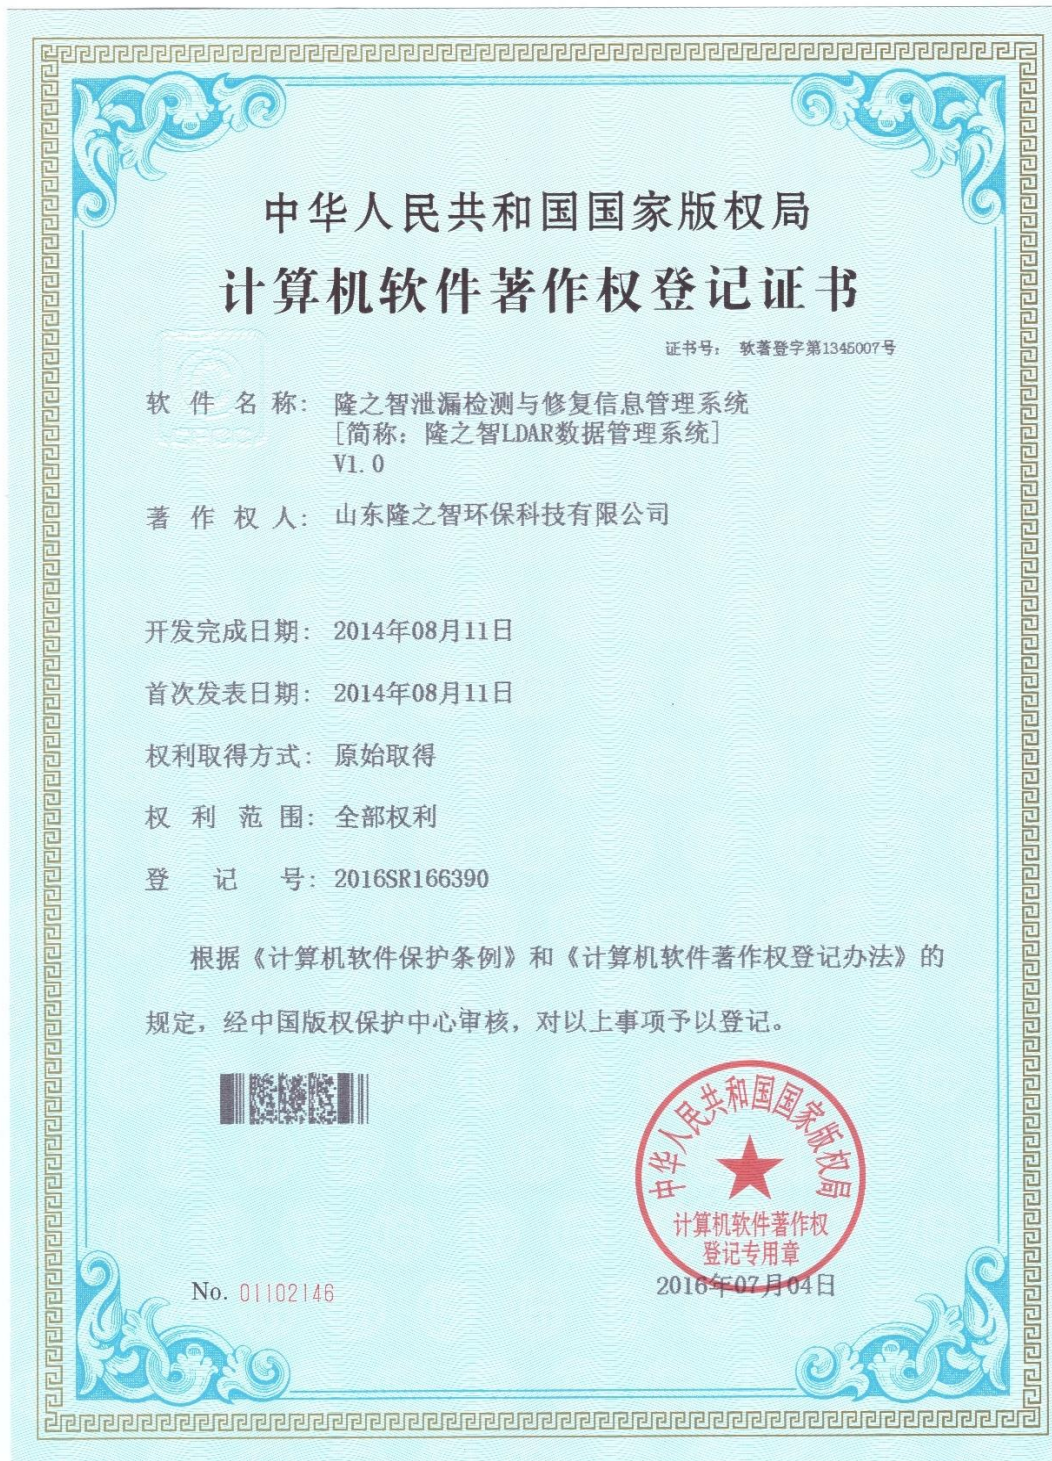 中华人民共和国国家版权局
计算机软件著作权登记证书
证书号： 软著登字第1345007号
软件名称： 隆之智泄漏检测与修复信息管理系统
[简称：隆之智LDAR数据管理系统]
V1.0
著作权人： 山东隆之智环保科技有限公司
开发完成日期： 2014年08月11日
首次发表日期： 2014年08月11日
权利取得方式： 原始取得
权利范围： 全部权利
登记号： 2016SR166390
根据《计算机软件保护条例》和《计算机软件著作权登记办法》的
规定，经中国版权保护中心审核，对以上事项予以登记。
中华人民共和国国家版权局
计算机软件著作权
登记专用章
No. 01102146
2016年07月04日